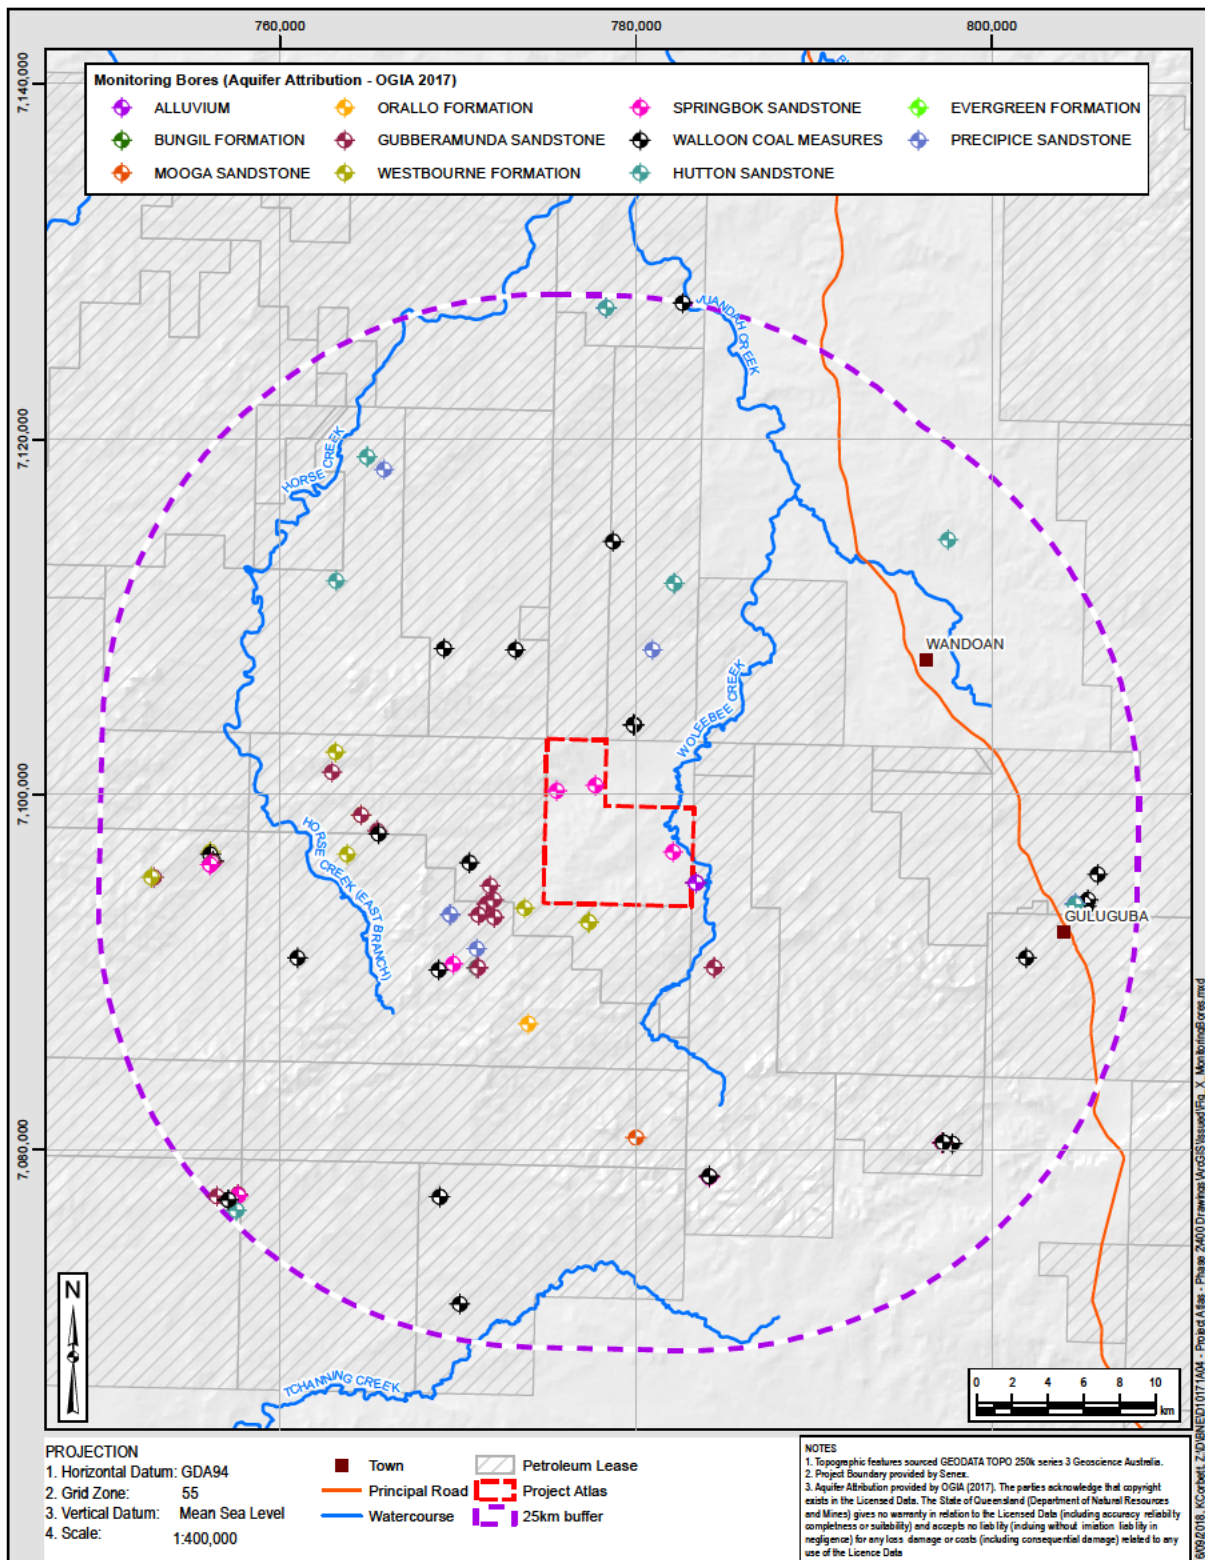 760,000 780,000 800,000
7,140,000
7,120,000
7,100,000
7,080,000
Monitoring Bores (Aquifer Attribution - OGIA 2017)
ALLUVIUM ORALLO FORMATION SPRINGBOK SANDSTONE EVERGREEN FORMATION
BUNGIL FORMATION GUBBERAMUNDA SANDSTONE WALLOON COAL MEASURES PRECIPICE SANDSTONE
MOOGA SANDSTONE WESTBOURNE FORMATION HUTTON SANDSTONE
JUANDAH CREEK
HORSE CREEK
WANDOAN
WOLEEBEE CREEK
HORSE CREEK (EAST BRANCH)
GULUGUBA
TCHANNING CREEK
N
0 2 4 6 8 10
km
PROJECTION
1. Horizontal Datum: GDA94
2. Grid Zone: 55
3. Vertical Datum: Mean Sea Level
4. Scale: 1:400,000
Town
Principal Road
Watercourse
Petroleum Lease
Project Atlas
25km buffer
NOTES
1. Topographic features sourced GEODATA TOPO 250k series 3 Geoscience Australia.
2. Project Boundary provided by Senex.
3. Aquifer Attribution provided by OGIA (2017). The parties acknowledge that copyright
exists in the Licensed Data. The State of Queensland (Department of Natural Resources
and Mines) gives no warranty in relation to the Licensed Data (including accuracy reliability
completness or suitability) and accepts no liability (incluing without imiation liability in
negligence) for any loss damage or costs (including consequential damage) related to any
use of the Licence Data